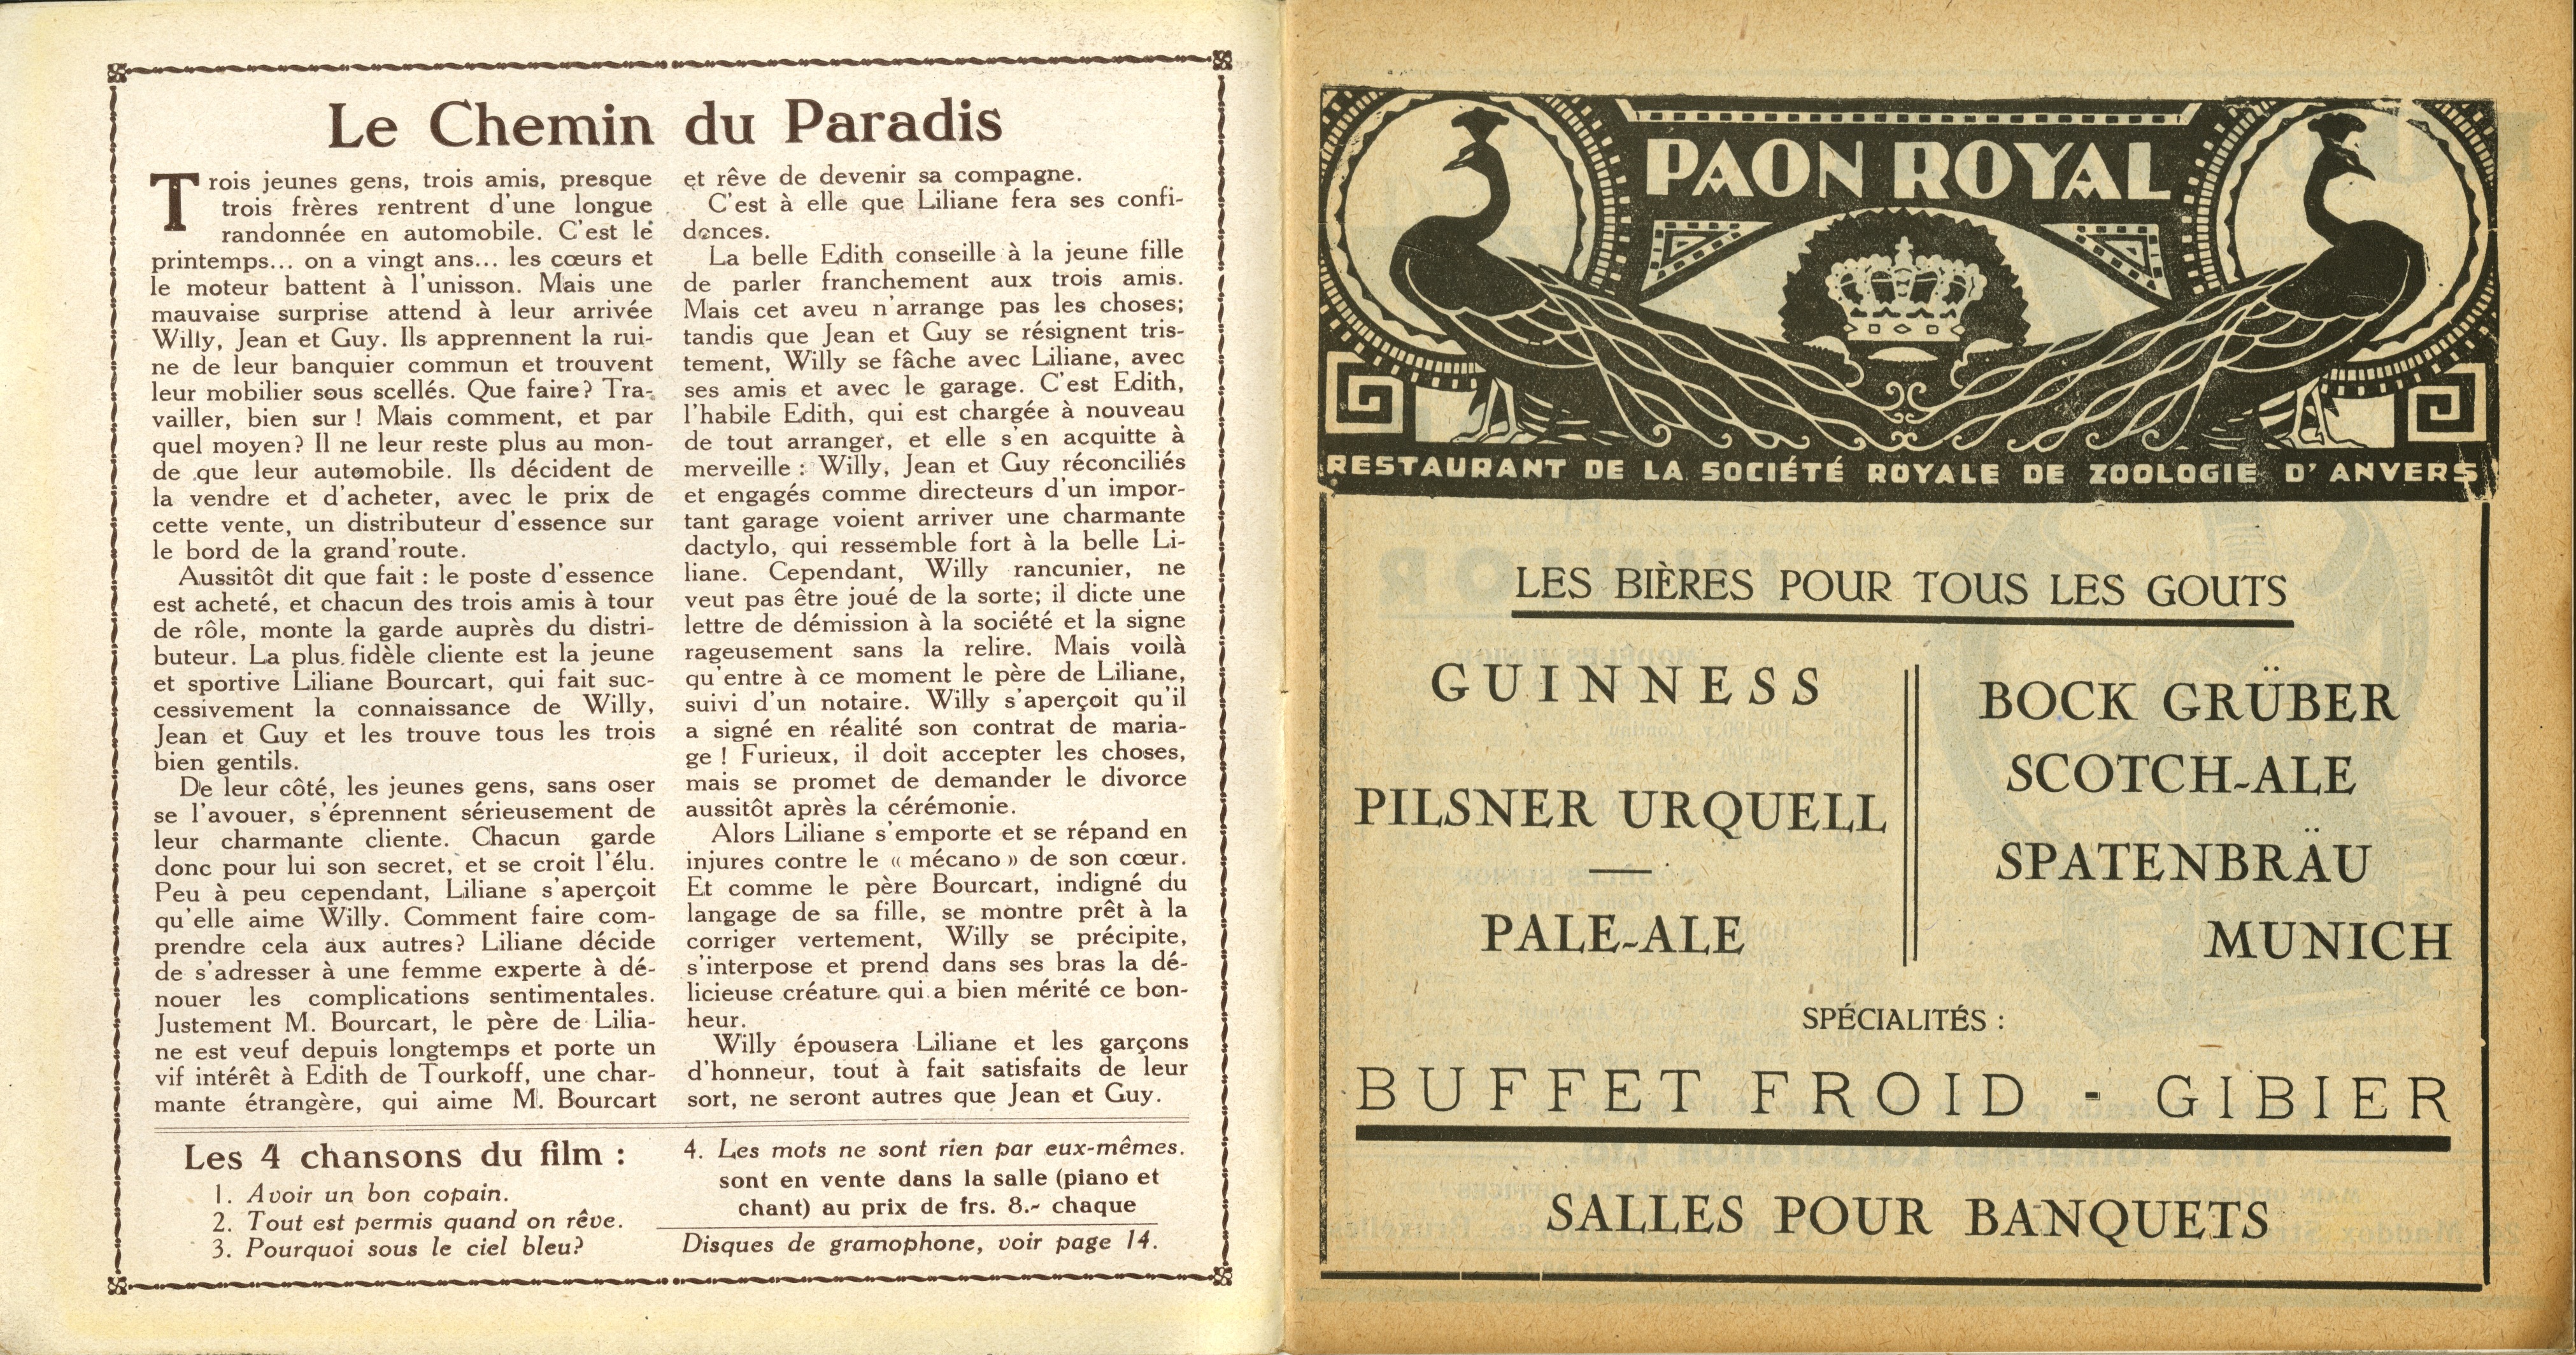 Le Chemin du Paradis
Trois jeunes gens, trois amis, presque
trois frères rentrent d'une longue
randonnée en automobile. C'est le
printemps... on a vingt ans... les cœurs et
le moteur battent à l'unisson. Mais une
mauvaise surprise attend à leur arrivée
Willy, Jean et Guy. Ils apprennent la rui-
ne de leur banquier commun et trouvent
leur mobilier sous scellés. Que faire? Tra-
vailler, bien sur ! Mais comment, et par
quel moyen? Il ne leur reste plus au mon-
de que leur automobile. Ils décident de
la vendre et d'acheter, avec le prix de
cette vente, un distributeur d'essence sur
le bord de la grand'route.
Aussitôt dit que fait : le poste d'essence
est acheté, et chacun des trois amis à tour
de rôle, monte la garde auprès du distri-
buteur. La plus fidèle cliente est la jeune
et sportive Liliane Bourcart, qui fait suc-
cessivement la connaissance de Willy,
Jean et Guy et les trouve tous les trois
bien gentils.
De leur côté, les jeunes gens, sans oser
se l'avouer, s'éprennent sérieusement de
leur charmante cliente. Chacun garde
donc pour lui son secret, et se croit l'élu.
Peu à peu cependant, Liliane s'aperçoit
qu'elle aime Willy. Comment faire com-
prendre cela aux autres? Liliane décide
de s'adresser à une femme experte à dé-
nouer les complications sentimentales.
Justement M. Bourcart, le père de Lilia-
ne est veuf depuis longtemps et porte un
vif intérêt à Edith de Tourkoff, une char-
mante étrangère, qui aime M. Bourcart
et rêve de devenir sa compagne.
C'est à elle que Liliane fera ses confi-
dences.
La belle Edith conseille à la jeune fille
de parler franchement aux trois amis.
Mais cet aveu n'arrange pas les choses;
tandis que Jean et Guy se résignent tris-
tement, Willy se fâche avec Liliane, avec
ses amis et avec le garage. C'est Edith,
l'habile Edith, qui est chargée à nouveau
de tout arranger, et elle s'en acquitte à
merveille : Willy, Jean et Guy réconciliés
et engagés comme directeurs d'un impor-
tant garage voient arriver une charmante
dactylo, qui ressemble fort à la belle Li-
liane. Cependant, Willy rancunier, ne
veut pas être joué de la sorte; il dicte une
lettre de démission à la société et la signe
rageusement sans la relire. Mais voilà
qu'entre à ce moment le père de Liliane,
suivi d'un notaire. Willy s'aperçoit qu'il
a signé en réalité son contrat de maria-
ge ! Furieux, il doit accepter les choses,
mais se promet de demander le divorce
aussitôt après la cérémonie.
Alors Liliane s'emporte et se répand en
injures contre le « mécano » de son cœur.
Et comme le père Bourcart, indigné du
langage de sa fille, se montre prêt à la
corriger vertement, Willy se précipite,
s'interpose et prend dans ses bras la dé-
licieuse créature qui a bien mérité ce bon-
heur.
Willy épousera Liliane et les garçons
d'honneur, tout à fait satisfaits de leur
sort, ne seront autres que Jean et Guy.
Les 4 chansons du film :
1. Avoir un bon copain.
2. Tout est permis quand on rêve.
3. Pourquoi sous le ciel bleu?
4. Les mots ne sont rien par eux-mêmes.
sont en vente dans la salle (piano et
chant) au prix de frs. 8.- chaque
Disques de gramophone, voir page 14.
PAON ROYAL
RESTAURANT DE LA SOCIÉTÉ ROYALE DE ZOOLOGIE D'ANVERS
LES BIÈRES POUR TOUS LES GOUTS
GUINNESS
PILSNER URQUELL
PALE-ALE
BOCK GRÜBER
SCOTCH-ALE
SPATENBRÄU
MUNICH
SPÉCIALITÉS :
BUFFET FROID - GIBIER
SALLES POUR BANQUETS